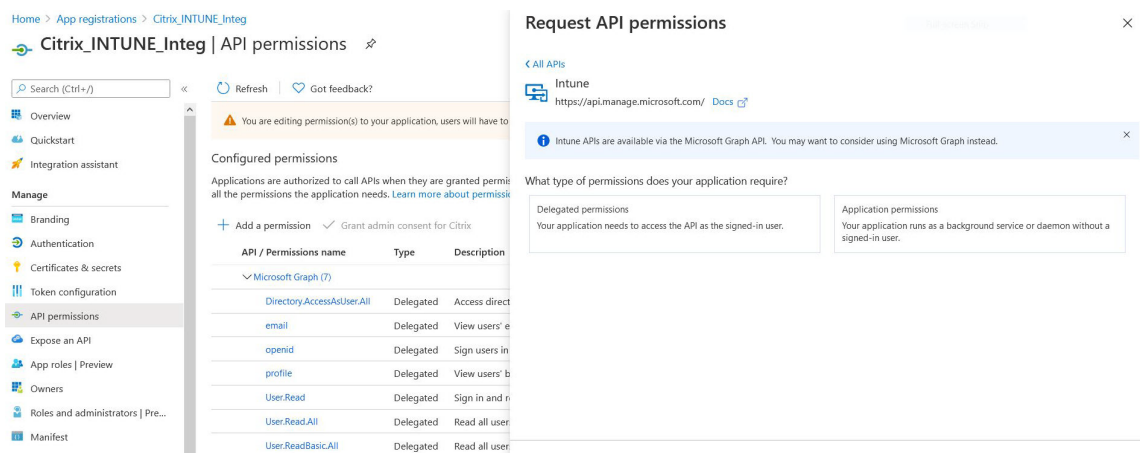 Home > App registrations > Citrix_INTUNE_Integ
Citrix_INTUNE_Integ | API permissions
Search (Ctrl+/)
«
Overview
Quickstart
Integration assistant
Manage
Branding
Authentication
Certificates & secrets
Token configuration
API permissions
Expose an API
App roles | Preview
Owners
Roles and administrators | Pre...
Manifest
Refresh
Got feedback?
You are editing permission(s) to your application, users will have to
Configured permissions
Applications are authorized to call APIs when they are granted permis
all the permissions the application needs. Learn more about permissio
+ Add a permission
Grant admin consent for Citrix
API / Permissions name Type Description
Microsoft Graph (7)
Directory.AccessAsUser.All Delegated Access direct
email Delegated View users' e
openid Delegated Sign users in
profile Delegated View users' b
User.Read Delegated Sign in and r
User.Read.All Delegated Read all user
User.ReadBasic.All Delegated Read all user
Request API permissions
All APIs
Intune
https://api.manage.microsoft.com/ Docs
Intune APIs are available via the Microsoft Graph API. You may want to consider using Microsoft Graph instead.
What type of permissions does your application require?
Delegated permissions
Your application needs to access the API as the signed-in user.
Application permissions
Your application runs as a background service or daemon without a
signed-in user.